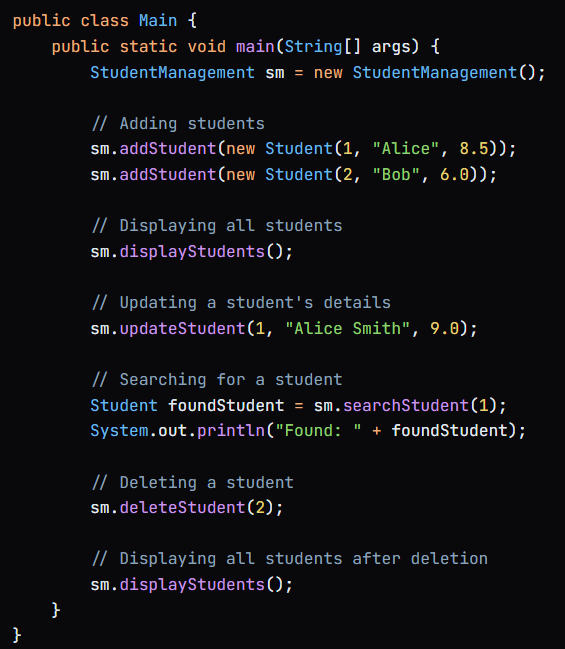 public class Main {
    public static void main(String[] args) {
        StudentManagement sm = new StudentManagement();

        // Adding students
        sm.addStudent(new Student(1, "Alice", 8.5));
        sm.addStudent(new Student(2, "Bob", 6.0));

        // Displaying all students
        sm.displayStudents();

        // Updating a student's details
        sm.updateStudent(1, "Alice Smith", 9.0);

        // Searching for a student
        Student foundStudent = sm.searchStudent(1);
        System.out.println("Found: " + foundStudent);

        // Deleting a student
        sm.deleteStudent(2);

        // Displaying all students after deletion
        sm.displayStudents();
    }
}